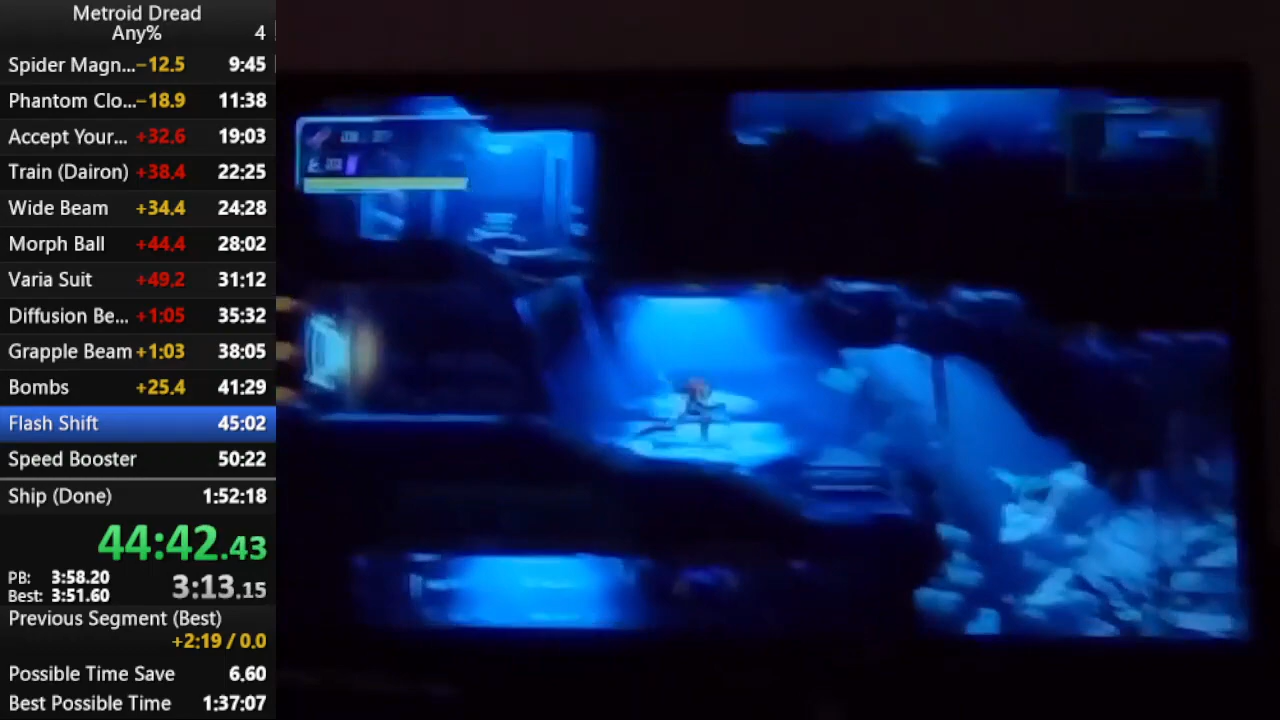 Metroid Dread
Any% 4
Spider Magn... −12.5 9:45
Phantom Clo... −18.9 11:38
Accept Your... +32.6 19:03
Train (Dairon) +38.4 22:25
Wide Beam +34.4 24:28
Morph Ball +44.4 28:02
Varia Suit +49.2 31:12
Diffusion Be... +1:05 35:32
Grapple Beam +1:03 38:05
Bombs +25.4 41:29
Flash Shift 45:02
Speed Booster 50:22
Ship (Done) 1:52:18
44:42.43
PB: 3:58.20 3:13.15
Best: 3:51.60
Previous Segment (Best)
+2:19 / 0.0
Possible Time Save 6.60
Best Possible Time 1:37:07